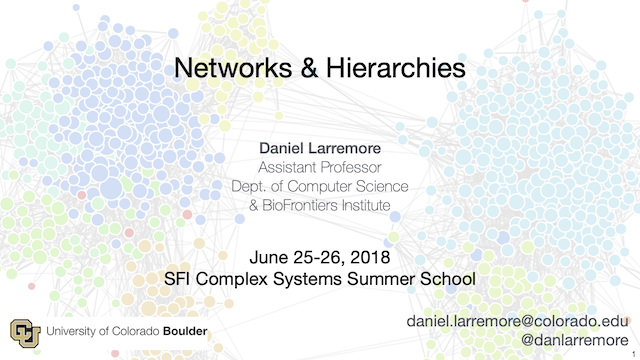 Networks & Hierarchies
Daniel Larremore
Assistant Professor
Dept. of Computer Science
& BioFrontiers Institute
June 25-26, 2018
SFI Complex Systems Summer School
CU University of Colorado Boulder
daniel.larremore@colorado.edu
@danlarremore
1